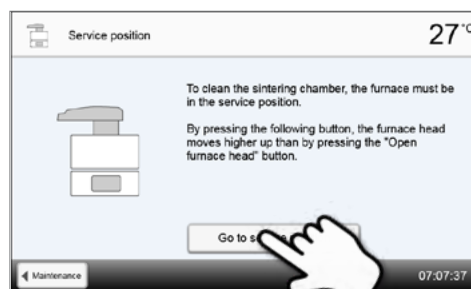 Service position
27°C
To clean the sintering chamber, the furnace must be
in the service position.
By pressing the following button, the furnace head
moves higher up than by pressing the "Open
furnace head" button.
Go to
Maintenance
07:07:37